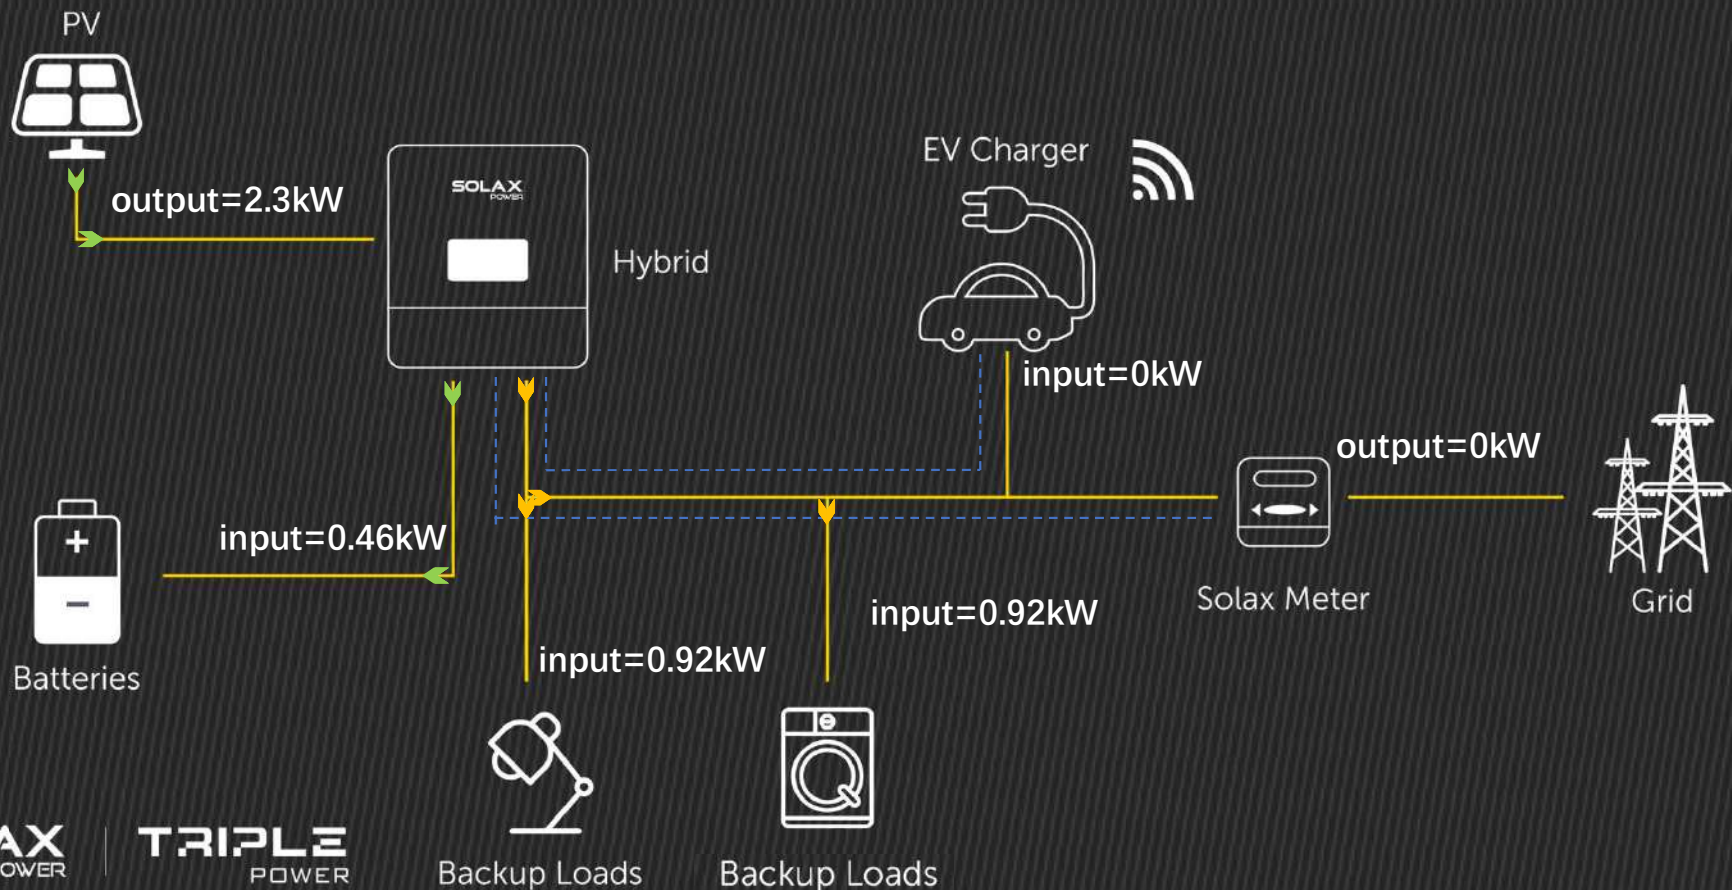 PV
output=2.3kW
SOLAX
POWER
Hybrid
EV Charger
input=0kW
output=0kW
input=0.46kW
+
−
Batteries
input=0.92kW
input=0.92kW
Solax Meter
Grid
AX
OWER
TRIPLE
POWER
Backup Loads
Backup Loads